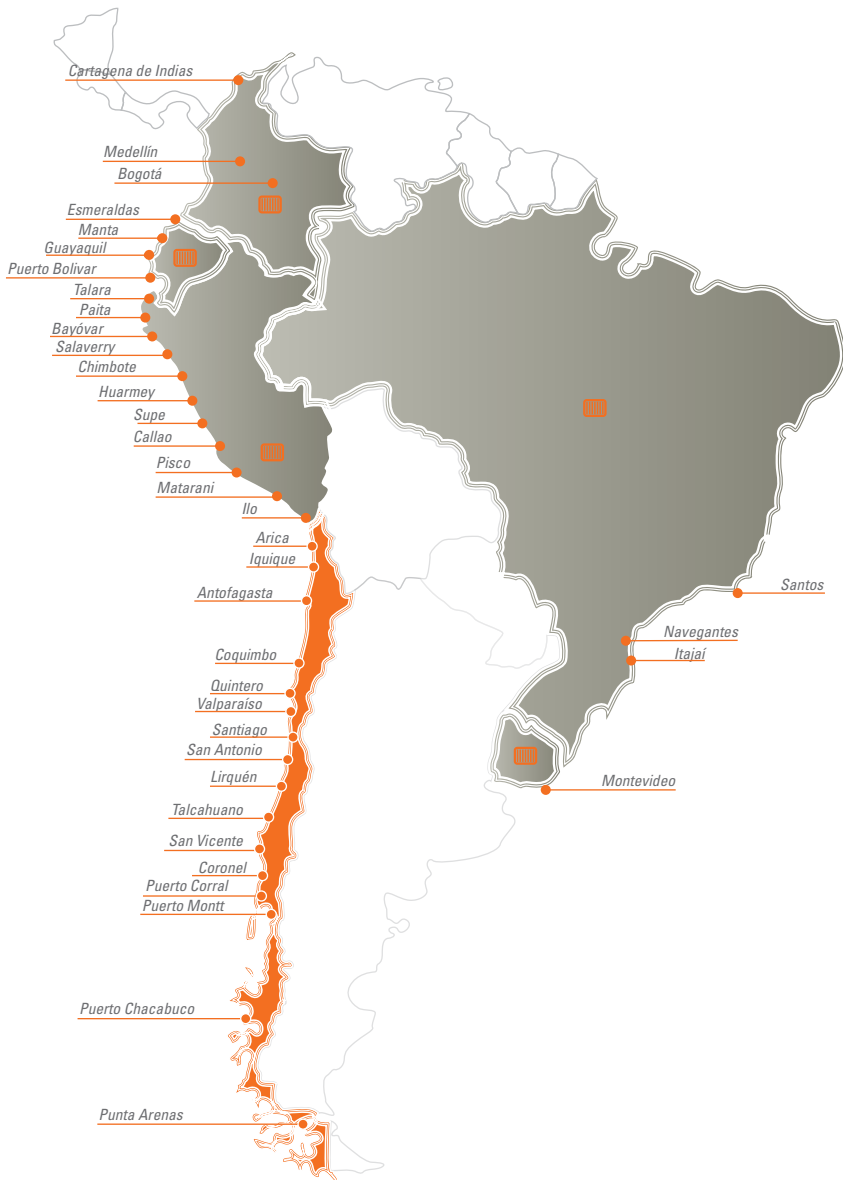 Cartagena de Indias
Medellín
Bogotá
Esmeraldas
Manta
Guayaquil
Puerto Bolivar
Talara
Paita
Bayóvar
Salaverry
Chimbote
Huarmey
Supe
Callao
Pisco
Matarani
Ilo
Arica
Iquique
Antofagasta
Santos
Navegantes
Itajaí
Coquimbo
Quintero
Valparaíso
Santiago
San Antonio
Lirquén
Montevideo
Talcahuano
San Vicente
Coronel
Puerto Corral
Puerto Montt
Puerto Chacabuco
Punta Arenas